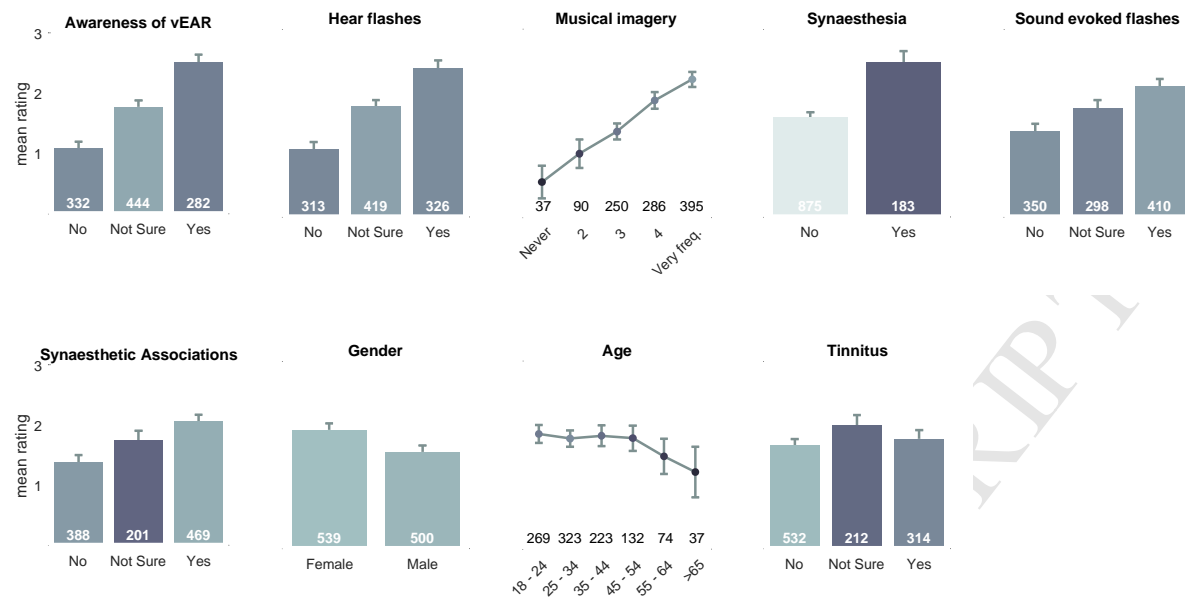 Awareness of vEAR
3
2
1
mean rating
332 444 282
No Not Sure Yes
Hear flashes
313 419 326
No Not Sure Yes
Musical imagery
37 90 250 286 395
Never 2 3 4 Very freq.
Synaesthesia
875 183
No Yes
Sound evoked flashes
350 298 410
No Not Sure Yes
Synaesthetic Associations
3
2
1
mean rating
388 201 469
No Not Sure Yes
Gender
539 500
Female Male
Age
269 323 223 132 74 37
18 - 24 25 - 34 35 - 44 45 - 54 55 - 64 >65
Tinnitus
532 212 314
No Not Sure Yes
RIPT